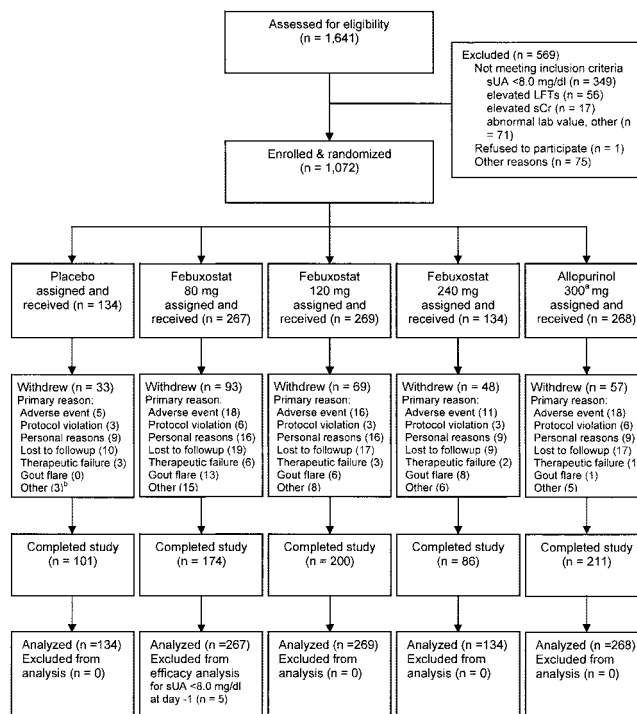 Assessed for eligibility
(n = 1,641)
Excluded (n = 569)
Not meeting inclusion criteria
sUA <8.0 mg/dl (n = 349)
elevated LFTs (n = 56)
elevated sCr (n = 17)
abnormal lab value, other (n
= 71)
Refused to participate (n = 1)
Other reasons (n = 75)
Enrolled & randomized
(n = 1,072)
Placebo
assigned and
received (n = 134)
Febuxostat
80 mg
assigned and
received (n = 267)
Febuxostat
120 mg
assigned and
received (n = 269)
Febuxostat
240 mg
assigned and
received (n = 134)
Allopurinol
300ª mg
assigned and
received (n = 268)
Withdrew (n = 33)
Primary reason:
Adverse event (5)
Protocol violation (3)
Personal reasons (9)
Lost to followup (10)
Therapeutic failure (3)
Gout flare (0)
Other (3)ᵇ
Withdrew (n = 93)
Primary reason:
Adverse event (18)
Protocol violation (6)
Personal reasons (16)
Lost to followup (19)
Therapeutic failure (6)
Gout flare (13)
Other (15)
Withdrew (n = 69)
Primary reason:
Adverse event (16)
Protocol violation (3)
Personal reasons (16)
Lost to followup (17)
Therapeutic failure (3)
Gout flare (6)
Other (8)
Withdrew (n = 48)
Primary reason:
Adverse event (11)
Protocol violation (3)
Personal reasons (9)
Lost to followup (9)
Therapeutic failure (2)
Gout flare (8)
Other (6)
Withdrew (n = 57)
Primary reason:
Adverse event (18)
Protocol violation (6)
Personal reasons (9)
Lost to followup (17)
Therapeutic failure (1
Gout flare (1)
Other (5)
Completed study
(n = 101)
Completed study
(n = 174)
Completed study
(n = 200)
Completed study
(n = 86)
Completed study
(n = 211)
Analyzed (n =134)
Excluded from
analysis (n = 0)
Analyzed (n =267)
Excluded from
efficacy analysis
for sUA <8.0 mg/dl
at day -1 (n = 5)
Analyzed (n =269)
Excluded from
analysis (n = 0)
Analyzed (n =134)
Excluded from
analysis (n = 0)
Analyzed (n =268)
Excluded from
analysis (n = 0)